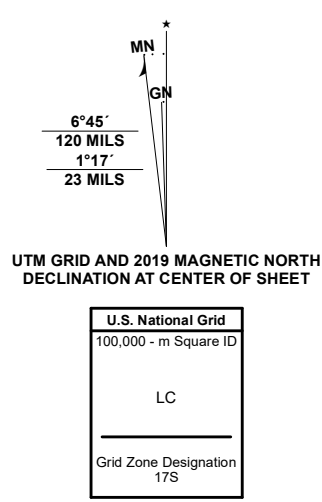 MN
GN
6°45´
120 MILS
1°17´
23 MILS
UTM GRID AND 2019 MAGNETIC NORTH
DECLINATION AT CENTER OF SHEET
U.S. National Grid
100,000 - m Square ID
LC
Grid Zone Designation
17S